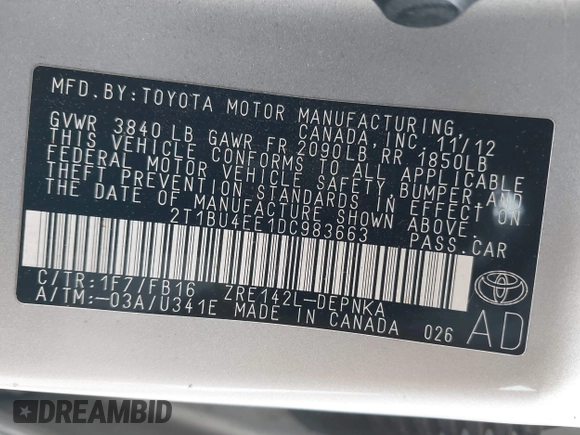 MFD.BY:TOYOTA MOTOR MANUFACTURING,
CANADA,INC. 11/12
GVWR 3840LB GAWR FR 2090LB RR 1850LB
THIS VEHICLE CONFORMS TO ALL APPLICABLE
FEDERAL MOTOR VEHICLE SAFETY,BUMPER,AND
THEFT PREVENTION STANDARDS IN EFFECT ON
THE DATE OF MANUFACTURE SHOWN ABOVE.
2T1BU4EE1DC983663 PASS.CAR
C/TR:1F7/FB16 ZRE142L-DEPNKA
A/TM:-03A/U341E MADE IN CANADA 026
AD
DREAMBID